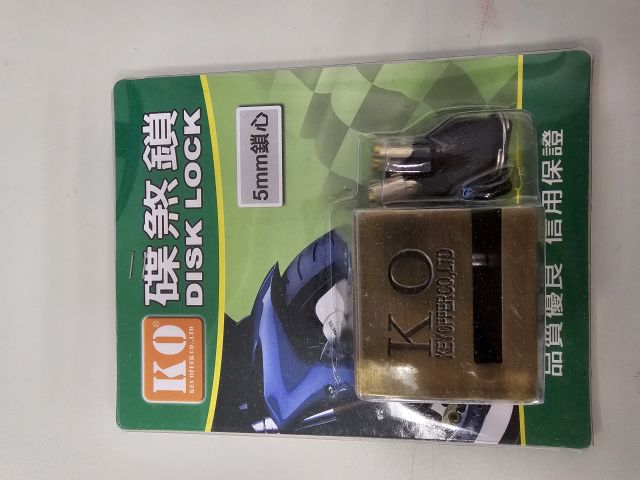 KO®
KEY OFFER CO., LTD
碟煞鎖
DISK LOCK
5mm鎖心
KO
KEY OFFER CO., LTD
品質優良 信用保證